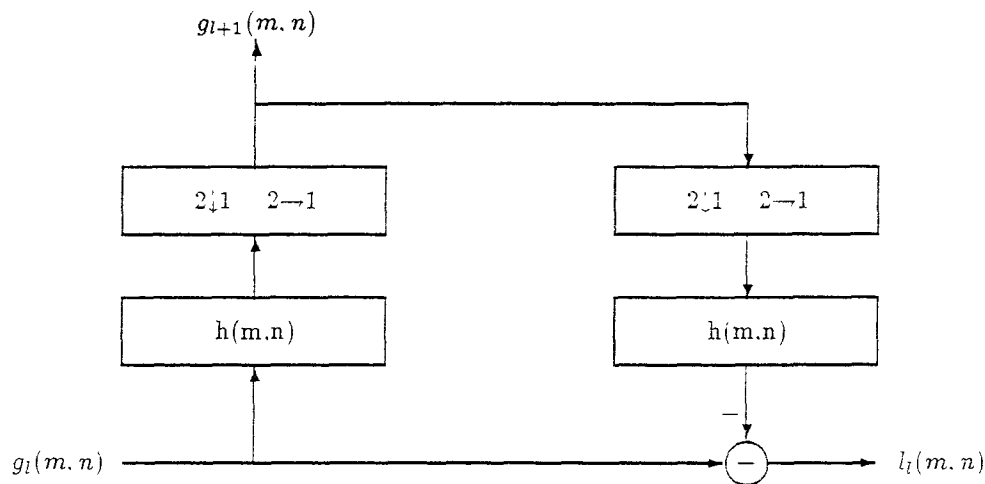 g_{l+1}(m, n)
2↓1 2→1
2↓1 2→1
h(m,n)
h(m,n)
−
g_l(m, n)
−
l_l(m, n)